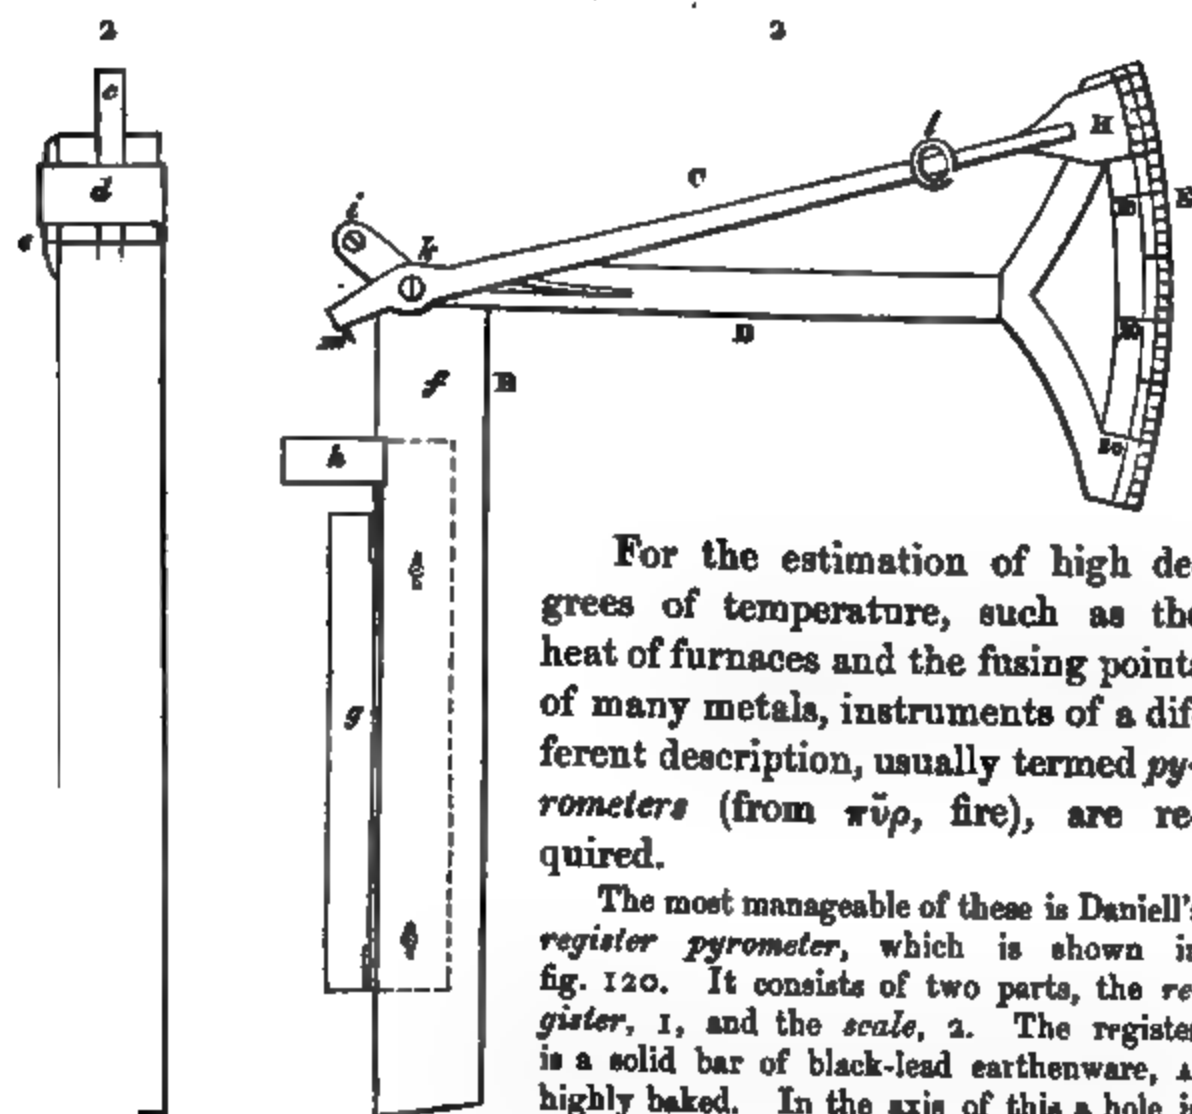 2
2
c
d
e
i
k
C
l
H
E
D
m
f
B
h
g
10
For the estimation of high de
grees of temperature, such as the
heat of furnaces and the fusing points
of many metals, instruments of a dif
ferent description, usually termed py-
rometers (from πῦρ, fire), are re
quired.
The most manageable of these is Daniell's
register pyrometer, which is shown in
fig. 120. It consists of two parts, the re
gister, 1, and the scale, 2. The register
is a solid bar of black-lead earthenware,
highly baked. In the axis of this a hole is